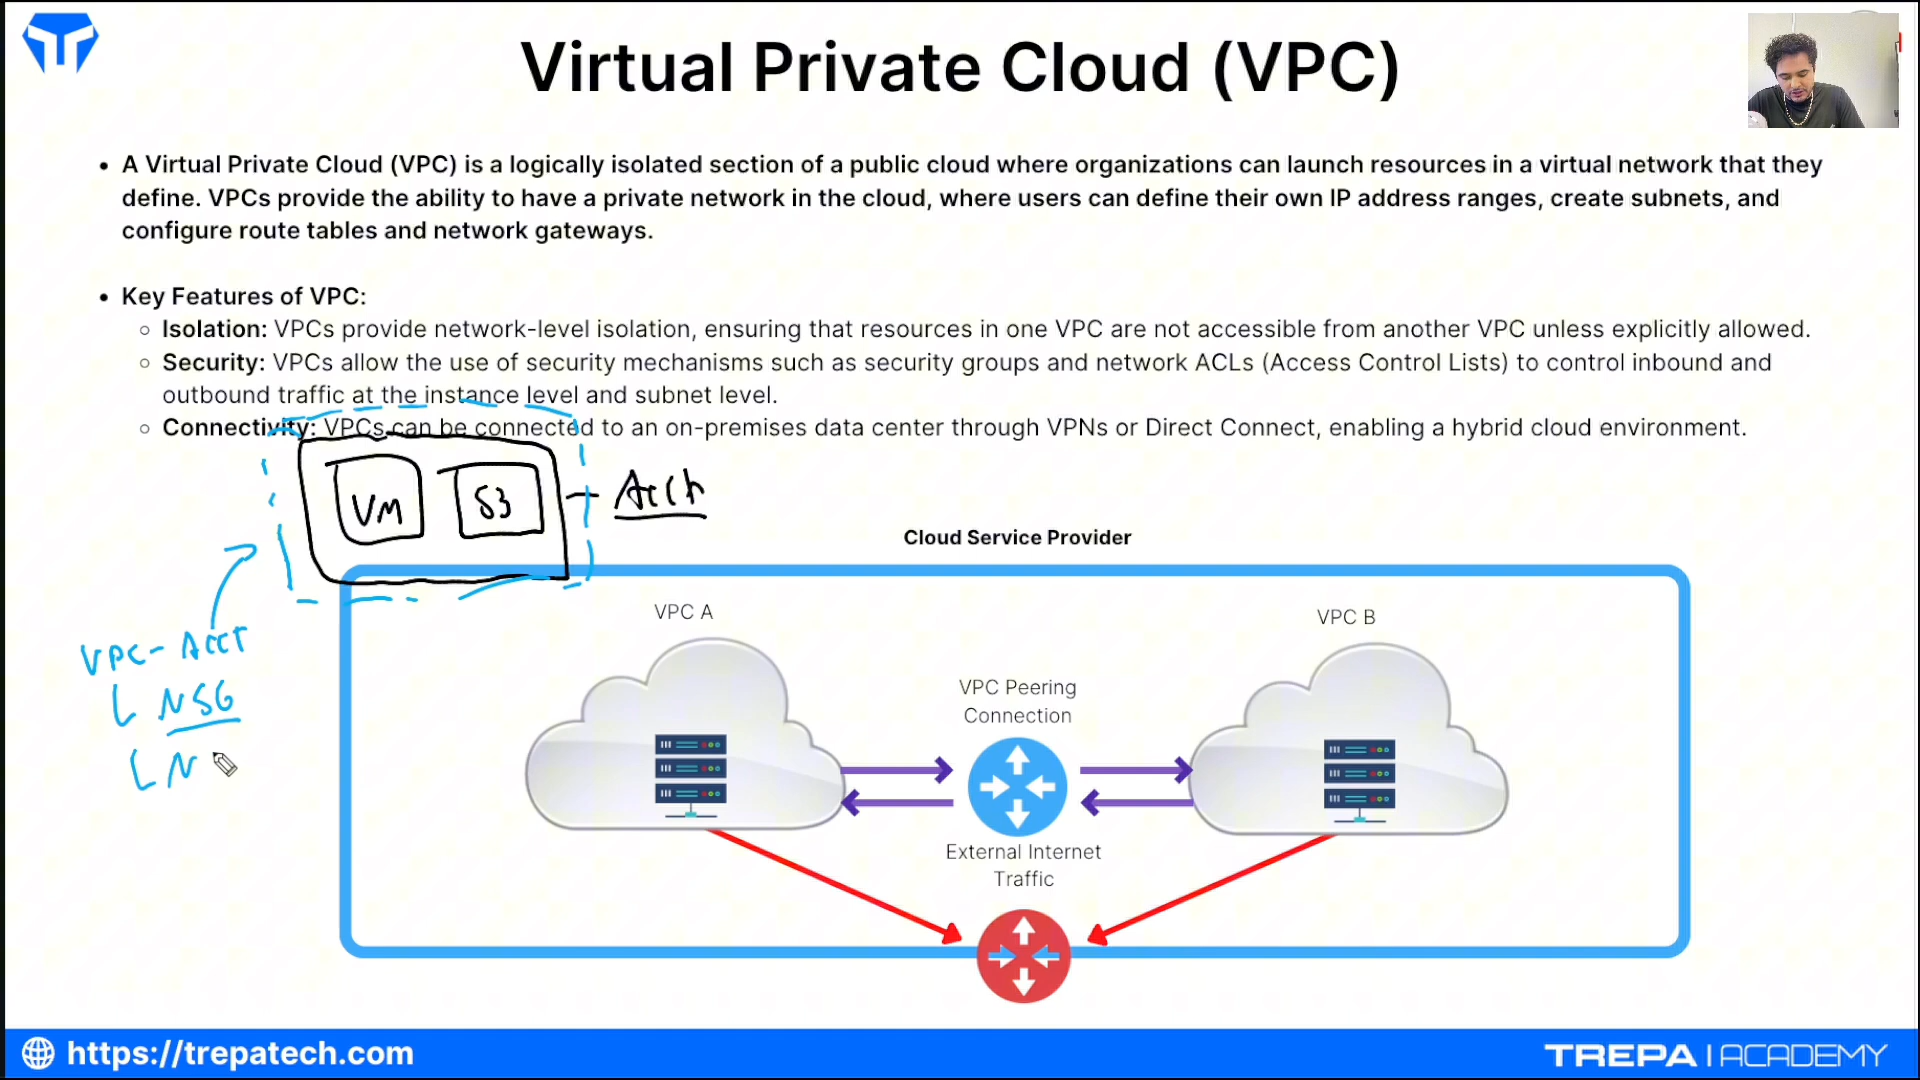 Virtual Private Cloud (VPC)
• A Virtual Private Cloud (VPC) is a logically isolated section of a public cloud where organizations can launch resources in a virtual network that they
define. VPCs provide the ability to have a private network in the cloud, where users can define their own IP address ranges, create subnets, and
configure route tables and network gateways.
• Key Features of VPC:
○ Isolation: VPCs provide network-level isolation, ensuring that resources in one VPC are not accessible from another VPC unless explicitly allowed.
○ Security: VPCs allow the use of security mechanisms such as security groups and network ACLs (Access Control Lists) to control inbound and
outbound traffic at the instance level and subnet level.
○ Connectivity: VPCs can be connected to an on-premises data center through VPNs or Direct Connect, enabling a hybrid cloud environment.
VM
S3
Acct
VPC-ACCT
L NSG
L N
Cloud Service Provider
VPC A
VPC B
VPC Peering
Connection
External Internet
Traffic
https://trepatech.com
TREPA | ACADEMY